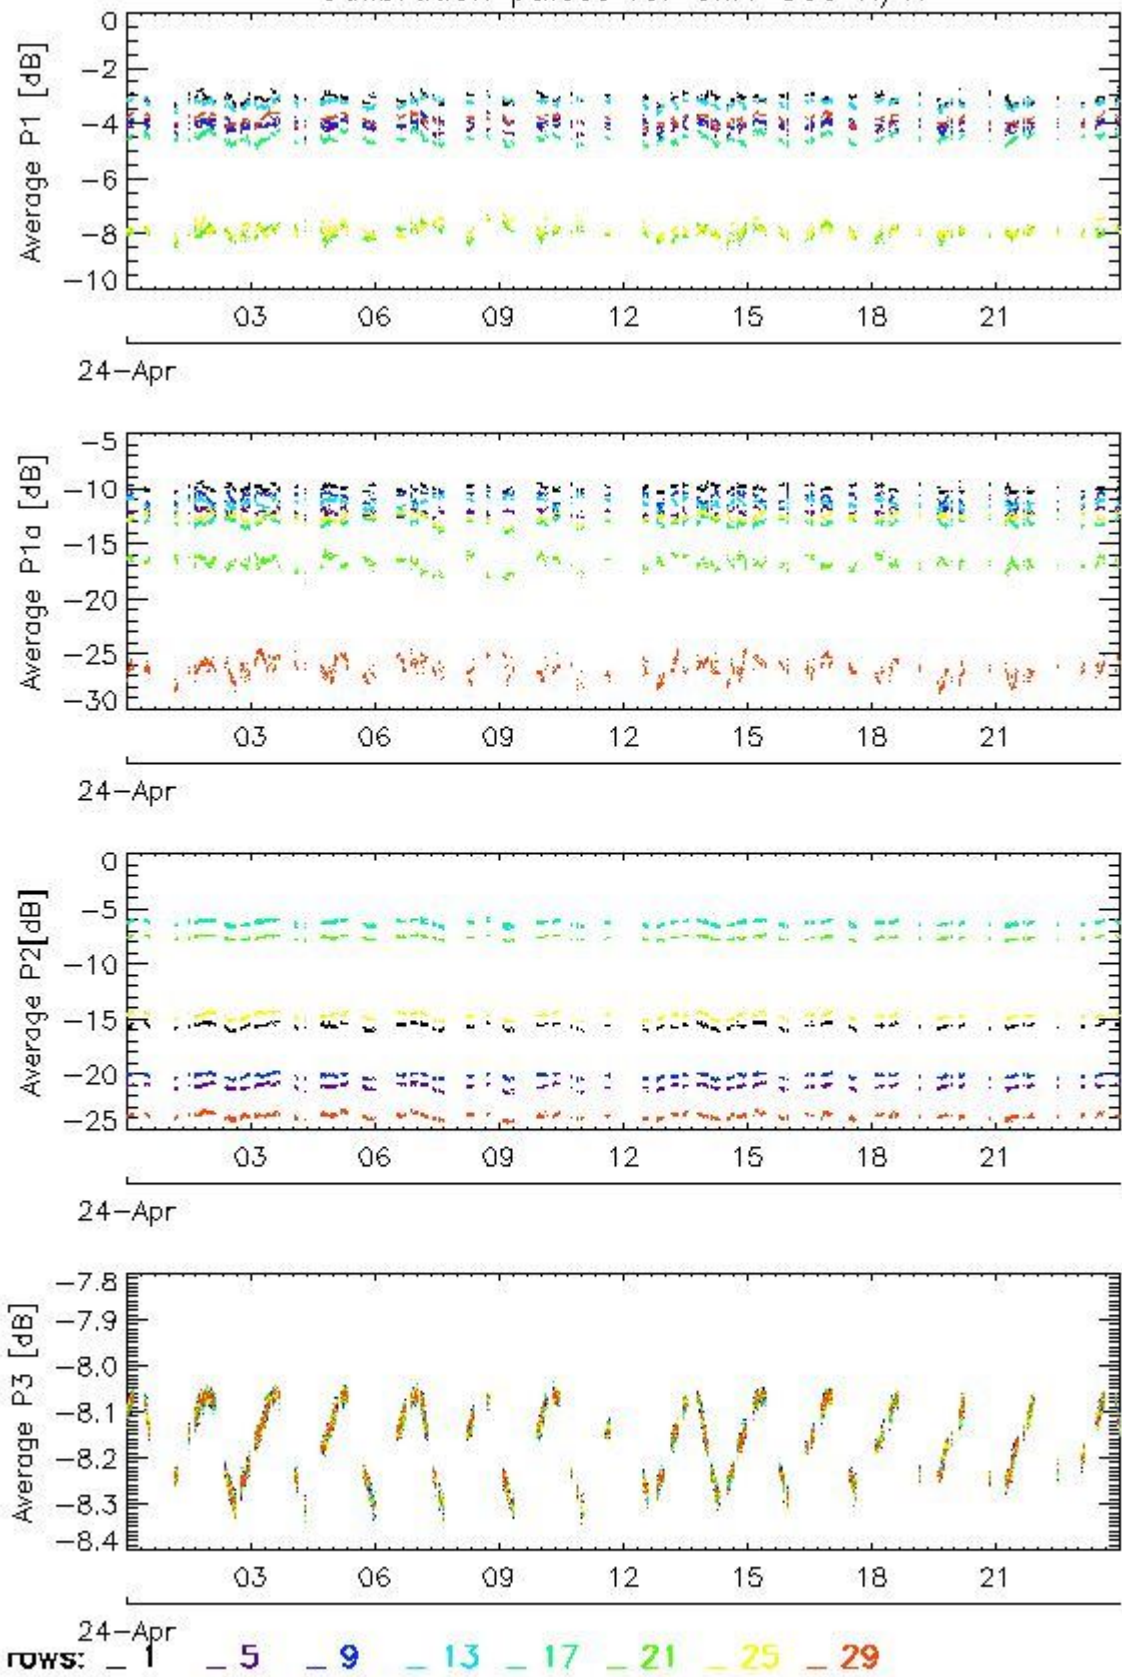 0
-2
-4
-6
-8
-10
Average P1 [dB]
03 06 09 12 15 18 21
24-Apr
-5
-10
-15
-20
-25
-30
Average P1a [dB]
03 06 09 12 15 18 21
24-Apr
0
-5
-10
-15
-20
-25
Average P2[dB]
03 06 09 12 15 18 21
24-Apr
-7.8
-7.9
-8.0
-8.1
-8.2
-8.3
-8.4
Average P3 [dB]
03 06 09 12 15 18 21
24-Apr
rows: _ 1 _ 5 _ 9 _ 13 _ 17 _ 21 _ 25 _ 29